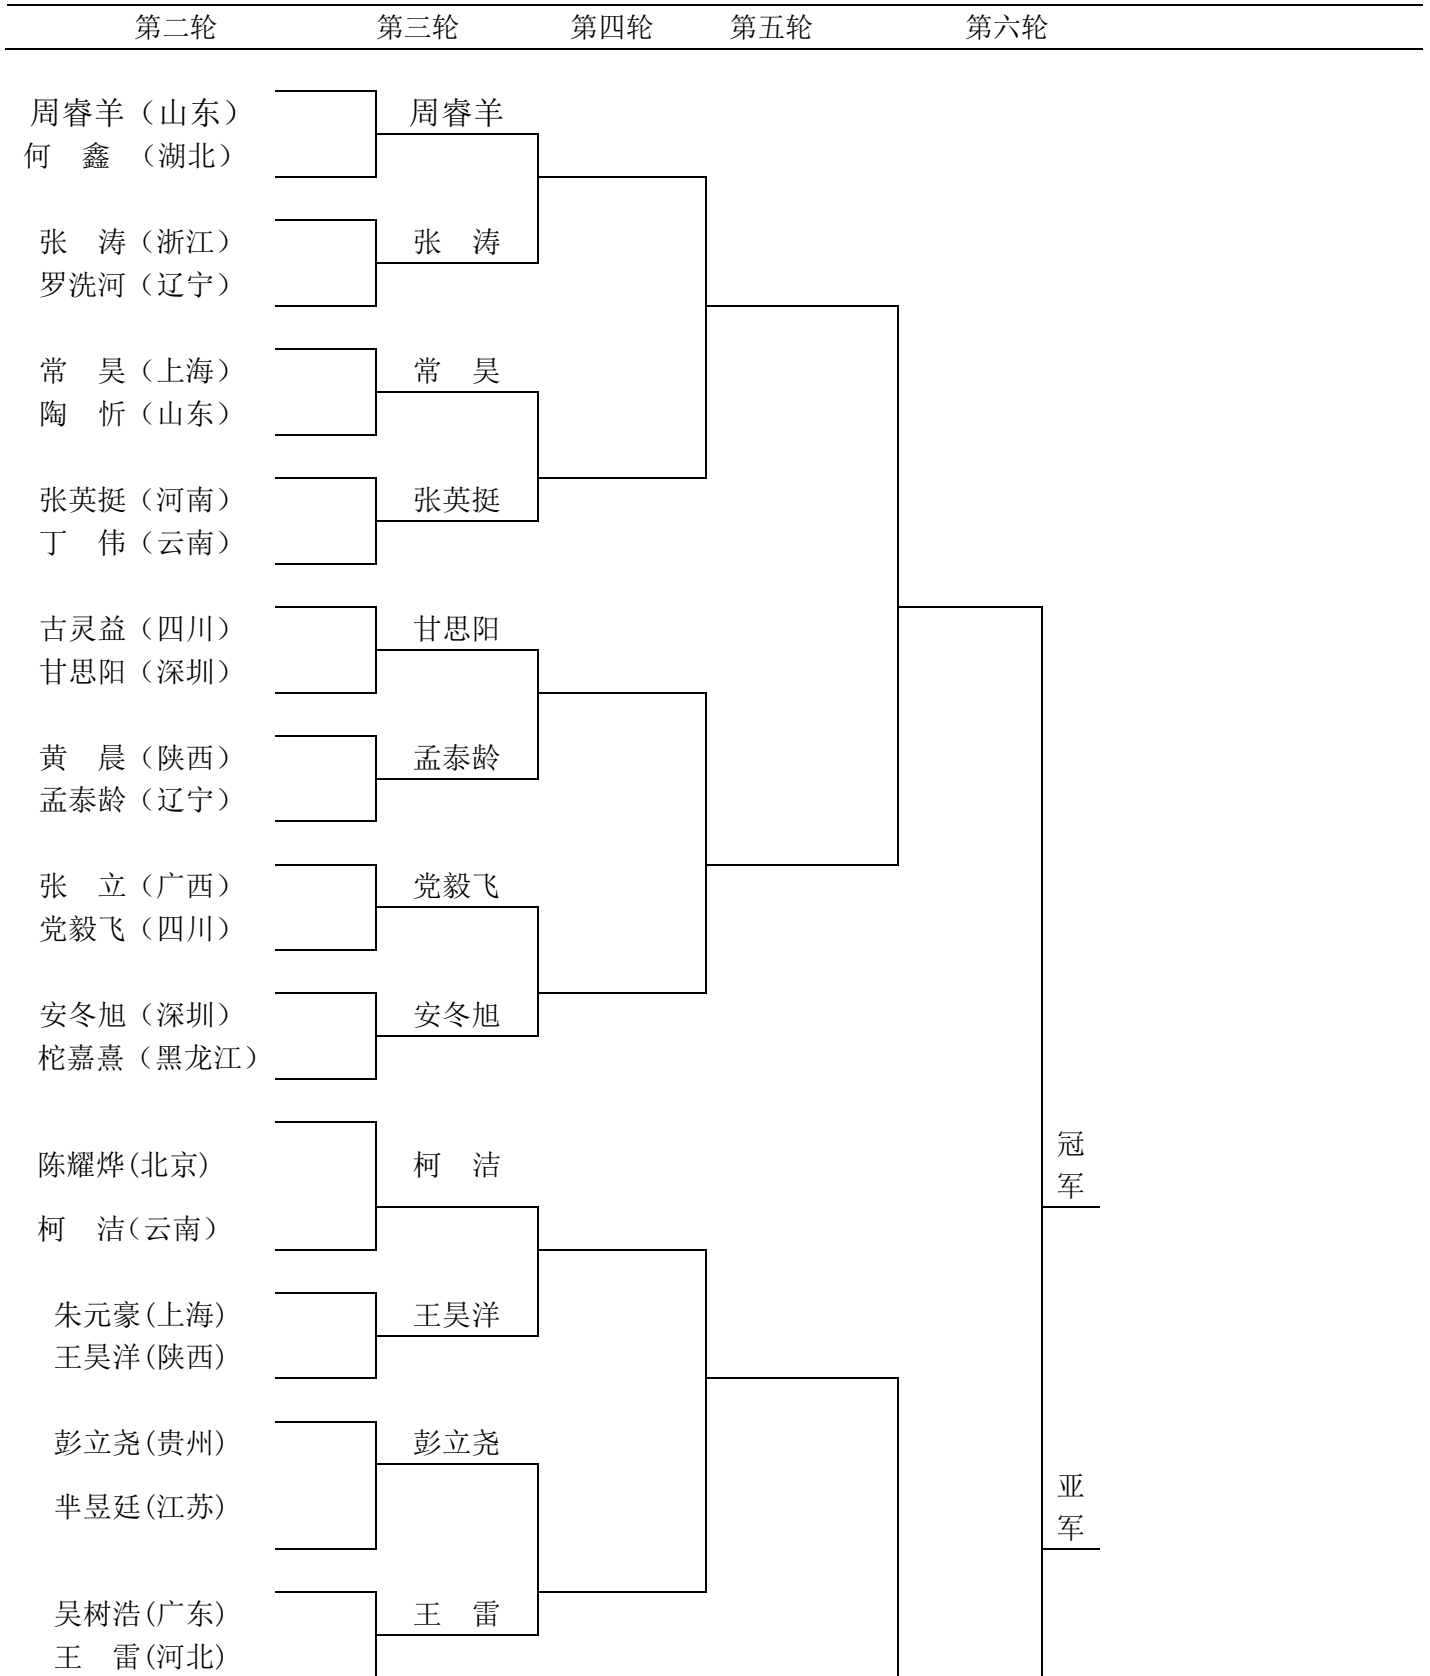 第二轮 第三轮 第四轮 第五轮 第六轮
周睿羊（山东） 周睿羊
何　鑫 （湖北）
张　涛（浙江） 张　涛
罗洗河（辽宁）
常　昊（上海） 常　昊
陶　忻（山东）
张英挺（河南） 张英挺
丁　伟（云南）
古灵益（四川） 甘思阳
甘思阳（深圳）
黄　晨（陕西） 孟泰龄
孟泰龄（辽宁）
张　立（广西） 党毅飞
党毅飞（四川）
安冬旭（深圳） 安冬旭
柁嘉熹（黑龙江）
冠
军
陈耀烨(北京) 柯　洁
柯　洁(云南）
朱元豪(上海) 王昊洋
王昊洋(陕西)
彭立尧(贵州) 彭立尧
芈昱廷(江苏)
亚
军
吴树浩(广东) 王　雷
王　雷(河北)